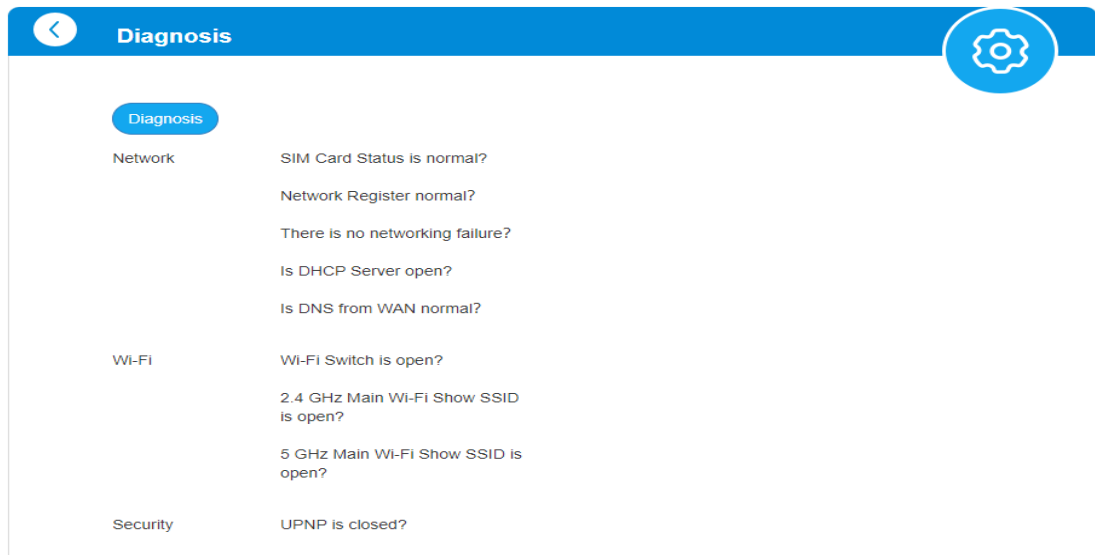 Diagnosis
Diagnosis
Network
SIM Card Status is normal?
Network Register normal?
There is no networking failure?
Is DHCP Server open?
Is DNS from WAN normal?
Wi-Fi
Wi-Fi Switch is open?
2.4 GHz Main Wi-Fi Show SSID
is open?
5 GHz Main Wi-Fi Show SSID is
open?
Security
UPNP is closed?